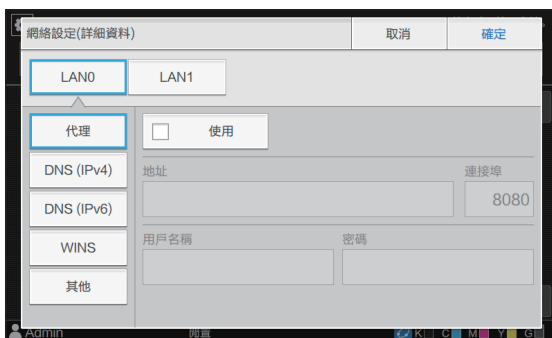 網絡設定(詳細資料) 取消 確定
LAN0 LAN1
代理 使用
DNS (IPv4) 地址 連接埠
DNS (IPv6) 8080
WINS 用戶名稱 密碼
其他
Admin 閒置 K C M Y G